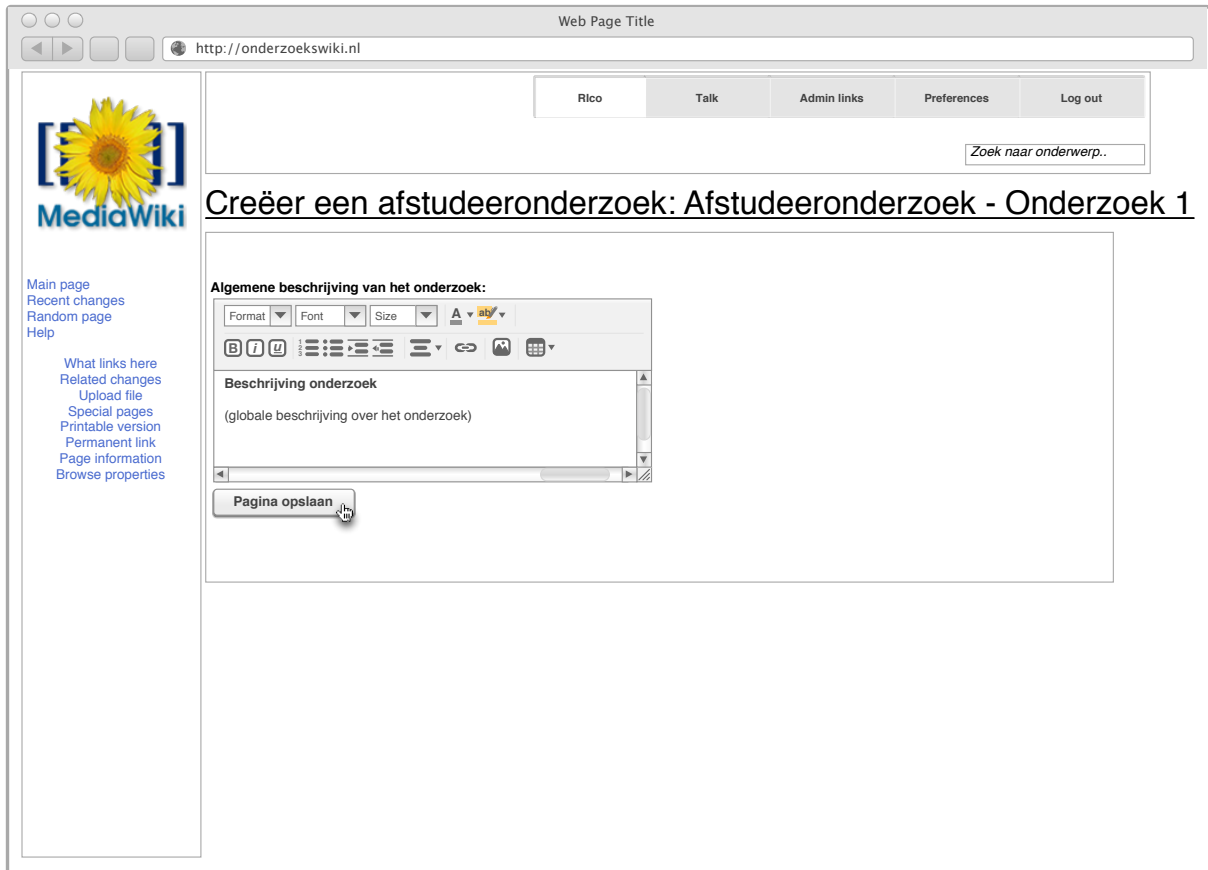 Web Page Title
http://onderzoekswiki.nl
RIco
Talk
Admin links
Preferences
Log out
Zoek naar onderwerp..
MediaWiki
Creëer een afstudeeronderzoek: Afstudeeronderzoek - Onderzoek 1
Main page
Recent changes
Random page
Help
What links here
Related changes
Upload file
Special pages
Printable version
Permanent link
Page information
Browse properties
Algemene beschrijving van het onderzoek:
Format
Font
Size
A
ab
B
i
u
1
2
3
Beschrijving onderzoek
(globale beschrijving over het onderzoek)
Pagina opslaan